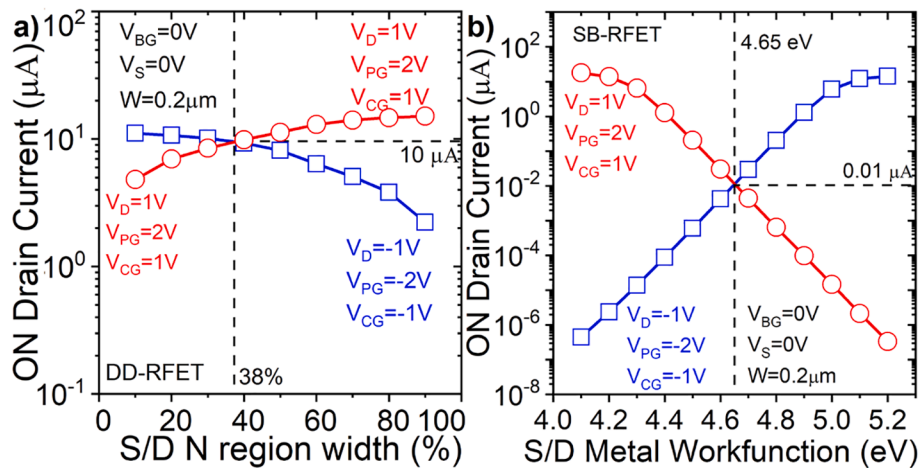 a)
ON Drain Current (μA)
10²
10¹
10⁰
10⁻¹
V_BG=0V
V_S=0V
W=0.2μm
V_D=1V
V_PG=2V
V_CG=1V
10 μA
V_D=1V
V_PG=2V
V_CG=1V
V_D=-1V
V_PG=-2V
V_CG=-1V
DD-RFET
38%
0 20 40 60 80 100
S/D N region width (%)
b)
ON Drain Current (μA)
10²
10⁰
10⁻²
10⁻⁴
10⁻⁶
10⁻⁸
SB-RFET
4.65 eV
V_D=1V
V_PG=2V
V_CG=1V
0.01 μA
V_D=-1V
V_PG=-2V
V_CG=-1V
V_BG=0V
V_S=0V
W=0.2μm
4.0 4.2 4.4 4.6 4.8 5.0 5.2
S/D Metal Workfunction (eV)